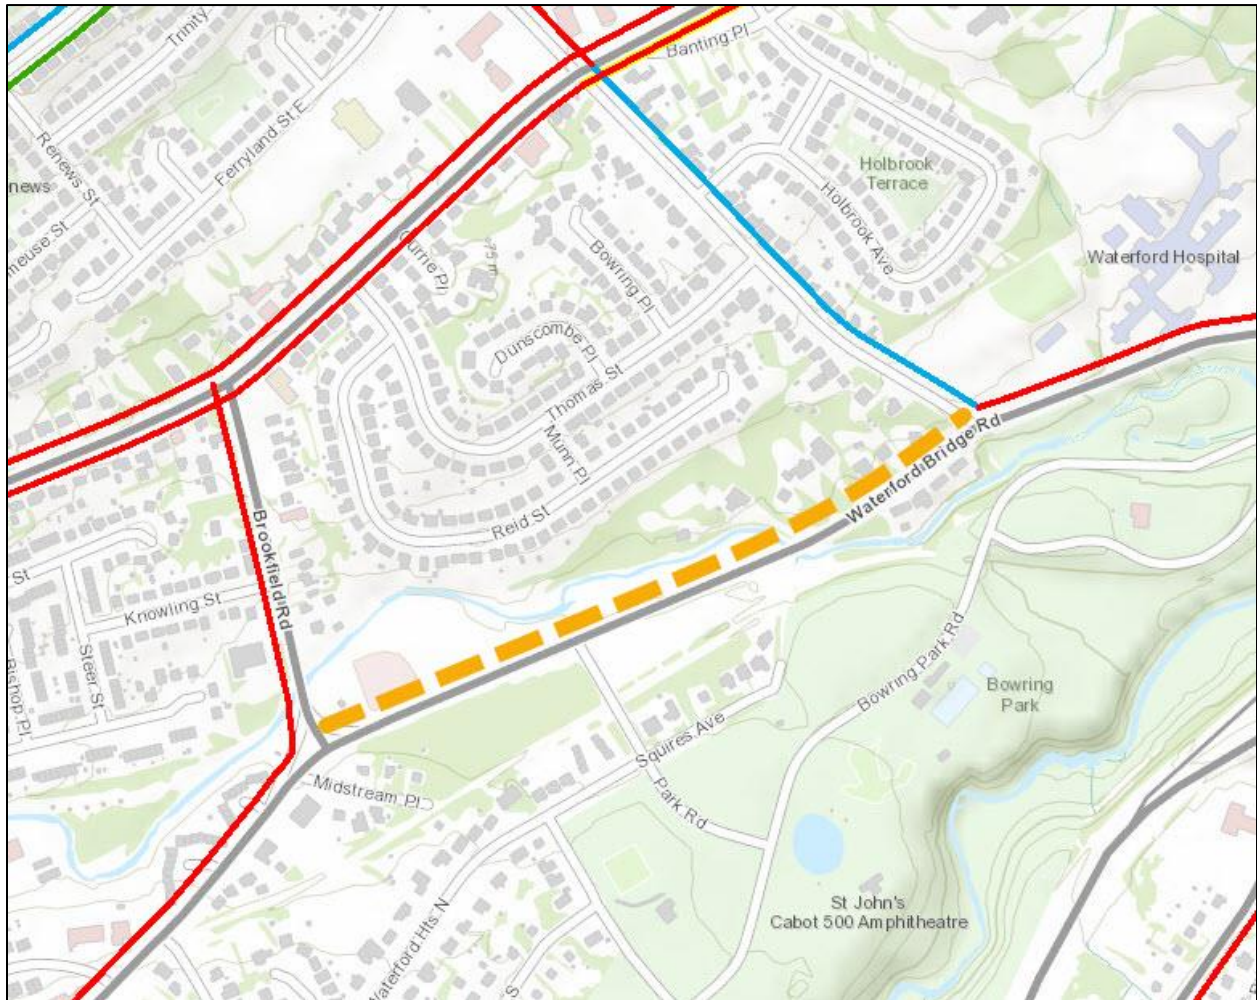 Trinity
Banting Pl
Ferryland St E
Renews St
news
meuse St
Holbrook
Terrace
Holbrook Ave
Waterford Hospital
Currie Pl
75 m
Bowring Pl
Dunscombe Pl
Thomas St
Munn Pl
Reid St
Waterford Bridge Rd
Brookfield Rd
St
Knowling St
Steer St
Bishop Pl
Bowring Park Rd
Bowring
Park
Squires Ave
Midstream Pl
Park Rd
St John's
Cabot 500 Amphitheatre
Waterford Hts N
S